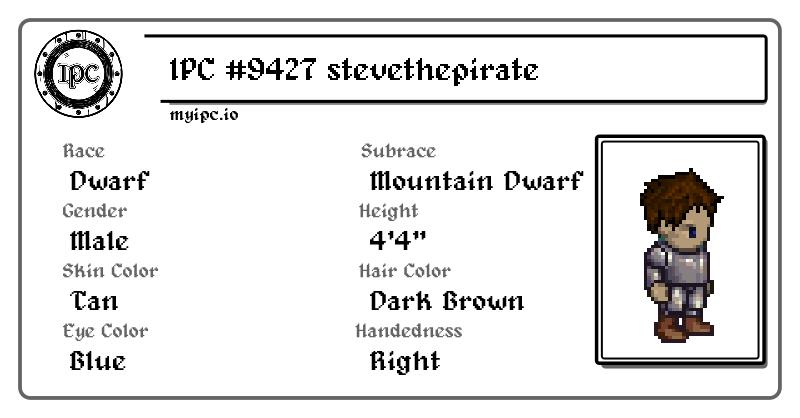 IPC
IPC #9427 stevethepirate
myipc.io
Race
Subrace
Dwarf
Mountain Dwarf
Gender
Height
Male
4'4"
Skin Color
Hair Color
Tan
Dark Brown
Eye Color
Handedness
Blue
Right